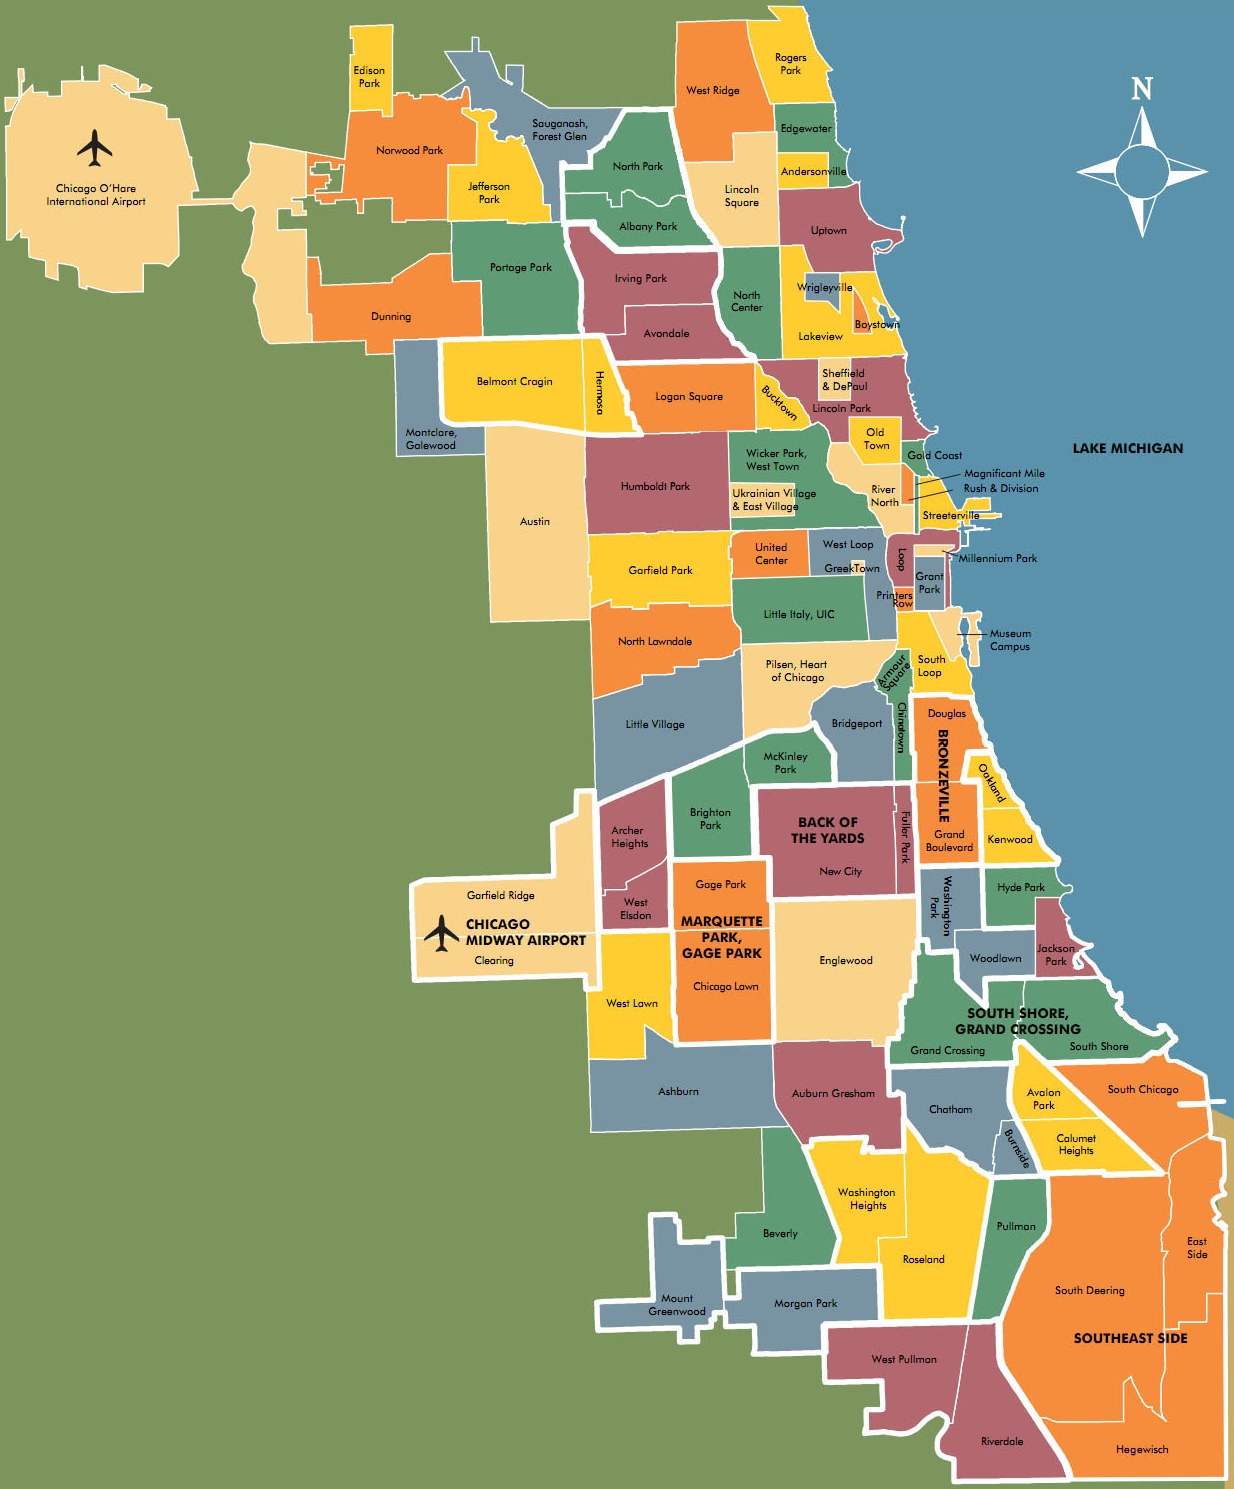 Rogers
Park
Edison
Park
West Ridge
N
Sauganash,
Forest Glen
Edgewater
Norwood Park
North Park
Andersonville
Chicago O'Hare
International Airport
Jefferson
Park
Lincoln
Square
Albany Park
Uptown
Portage Park
Irving Park
North
Center
Wrigleyville
Dunning
Avondale
Lakeview
Boystown
Belmont Cragin
Hermosa
Logan Square
Bucktown
Sheffield
& DePaul
Lincoln Park
Montclare,
Galewood
Old
Town
LAKE MICHIGAN
Wicker Park,
West Town
Gold Coast
Magnificent Mile
Rush & Division
Humboldt Park
Ukrainian Village
& East Village
River
North
Streeterville
Austin
United
Center
West Loop
Loop
Millennium Park
Garfield Park
GreekTown
Grant
Park
Printers
Row
Little Italy, UIC
North Lawndale
Museum
Campus
Pilsen, Heart
of Chicago
Armour
Square
South
Loop
Little Village
Bridgeport
Chinatown
Douglas
BRONZEVILLE
McKinley
Park
Oakland
Brighton
Park
Archer
Heights
BACK OF
THE YARDS
Fuller Park
Grand
Boulevard
Kenwood
New City
Gage Park
Garfield Ridge
West
Elsdon
Washington
Park
Hyde Park
CHICAGO
MIDWAY AIRPORT
MARQUETTE
PARK,
GAGE PARK
Clearing
Englewood
Woodlawn
Jackson
Park
Chicago Lawn
West Lawn
SOUTH SHORE,
GRAND CROSSING
Grand Crossing
South Shore
Ashburn
Auburn Gresham
Chatham
Avalon
Park
South Chicago
Burnside
Calumet
Heights
Washington
Heights
Beverly
Roseland
Pullman
East
Side
Mount
Greenwood
Morgan Park
South Deering
SOUTHEAST SIDE
West Pullman
Riverdale
Hegewisch